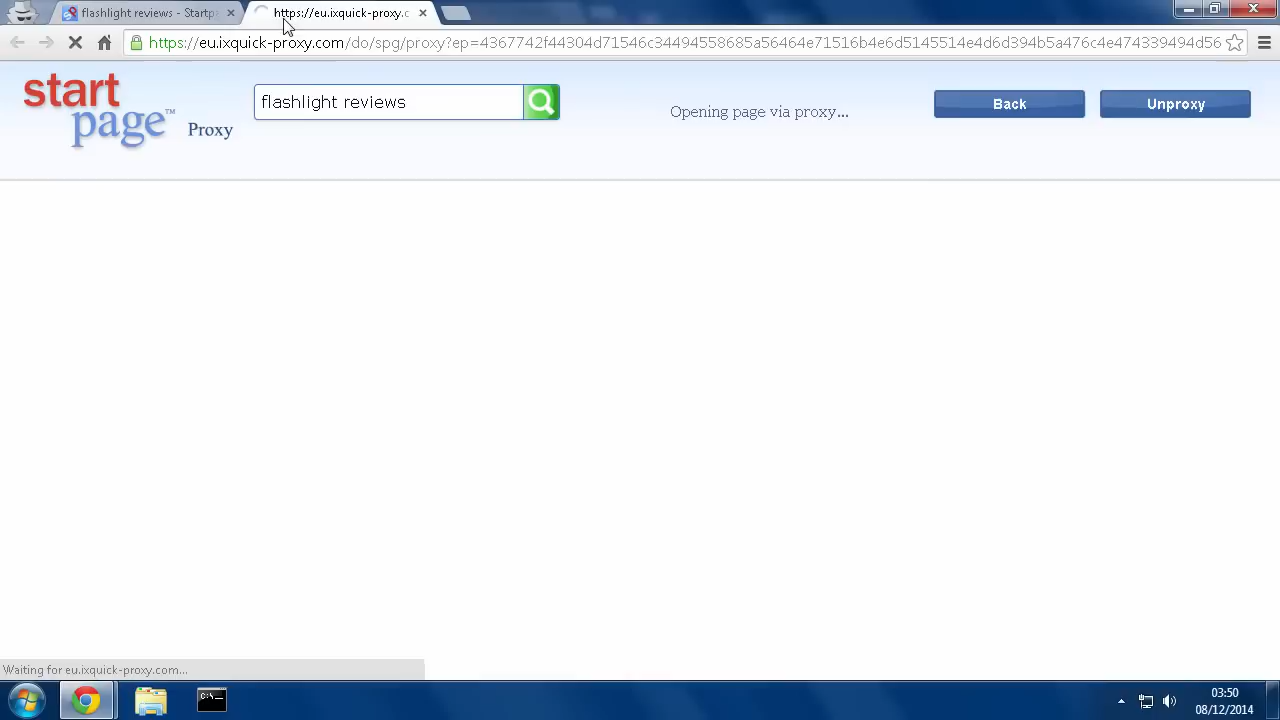 flashlight reviews - Startp
https://eu.ixquick-proxy.c
https://eu.ixquick-proxy.com/do/spg/proxy?ep=4367742f44304d71546c34494558685a56464e71516b4e6d5145514e4d6d394b5a476c4e474339494d56
start
page™ Proxy
flashlight reviews
Opening page via proxy...
Back
Unproxy
Waiting for eu.ixquick-proxy.com...
C:\
03:50
08/12/2014